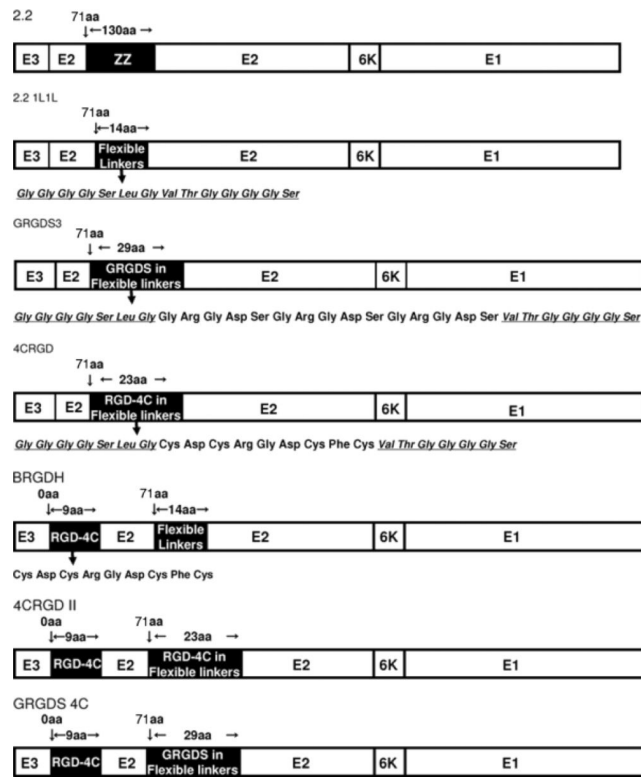 2.2
71aa
↓←130aa→
E3 E2 ZZ E2 6K E1
2.2 1L1L
71aa
↓←14aa→
E3 E2 Flexible Linkers E2 6K E1
Gly Gly Gly Gly Ser Leu Gly Val Thr Gly Gly Gly Gly Ser
GRGDS3
71aa
↓ ← 29aa →
E3 E2 GRGDS in Flexible linkers E2 6K E1
Gly Gly Gly Gly Ser Leu Gly Gly Arg Gly Asp Ser Gly Arg Gly Asp Ser Gly Arg Gly Asp Ser Val Thr Gly Gly Gly Gly Ser
4CRGD
71aa
↓ ← 23aa →
E3 E2 RGD-4C in Flexible linkers E2 6K E1
Gly Gly Gly Gly Ser Leu Gly Cys Asp Cys Arg Gly Asp Cys Phe Cys Val Thr Gly Gly Gly Gly Ser
BRGDH
0aa 71aa
↓←9aa→ ↓←14aa→
E3 RGD-4C E2 Flexible Linkers E2 6K E1
Cys Asp Cys Arg Gly Asp Cys Phe Cys
4CRGD II
0aa 71aa
↓←9aa→ ↓← 23aa →
E3 RGD-4C E2 RGD-4C in Flexible linkers E2 6K E1
GRGDS 4C
0aa 71aa
↓←9aa→ ↓← 29aa →
E3 RGD-4C E2 GRGDS in Flexible linkers E2 6K E1